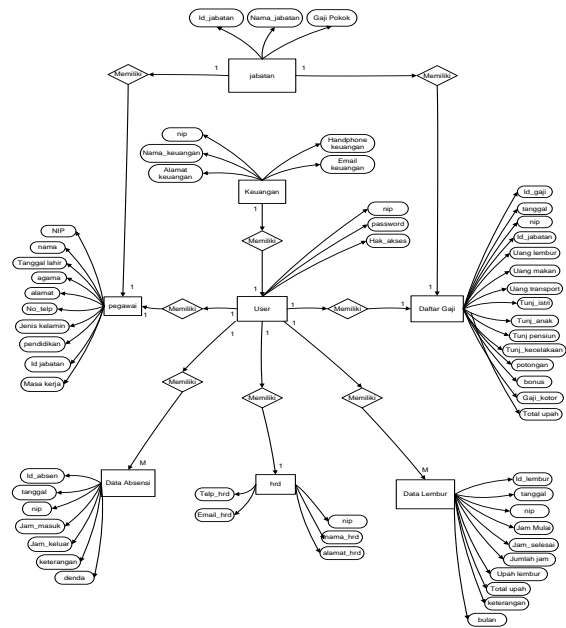 Id_jabatan
Nama_jabatan
Gaji Pokok
Memiliki
1
jabatan
1
Memiliki
nip
Nama_keuangan
Alamat
keuangan
Handphone
keuangan
Email
keuangan
Keuangan
1
Memiliki
nip
password
Hak_akses
NIP
nama
Tanggal lahir
agama
alamat
No_telp
Jenis kelamin
pendidikan
Id jabatan
Masa kerja
1
pegawai
1
Memiliki
1
1
User
1
1
1
1
Memiliki
1
1
Daftar Gaji
Id_gaji
tanggal
nip
Id_jabatan
Uang lembur
Uang makan
Uang transport
Tunj_istri
Tunj_anak
Tunj pensiun
Tunj_kecelakaan
potongan
bonus
Gaji_kotor
Total upah
Memiliki
Memiliki
Memiliki
M
Data Absensi
Id_absen
tanggal
nip
Jam_masuk
Jam_keluar
keterangan
denda
1
hrd
Telp_hrd
Email_hrd
nip
nama_hrd
alamat_hrd
M
Data Lembur
Id_lembur
tanggal
nip
Jam Mulai
Jam_selesai
Jumlah jam
Upah lembur
Total upah
keterangan
bulan